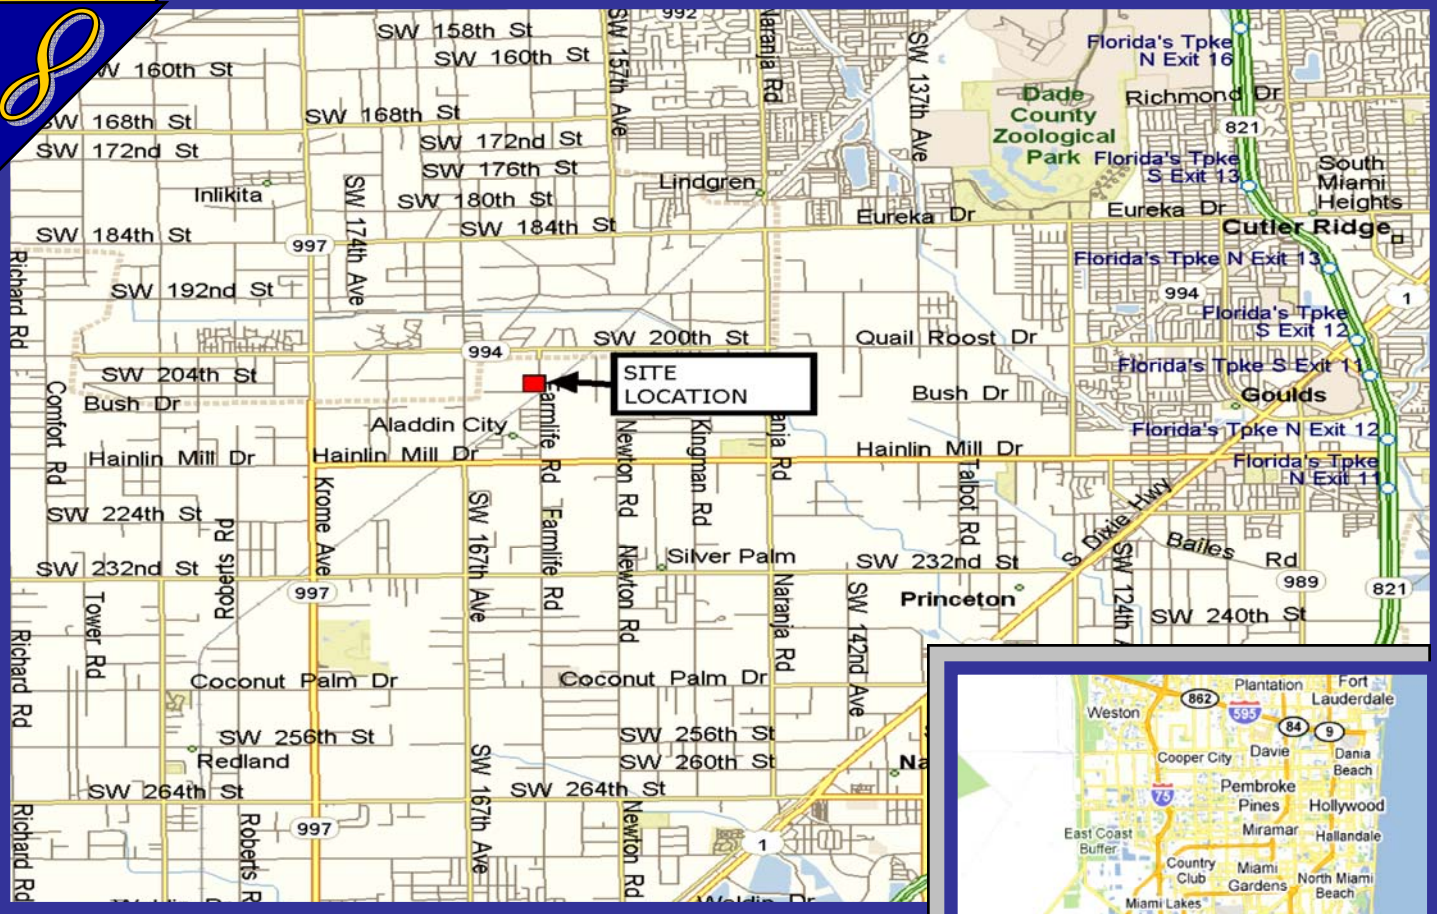 SW 158th St
SW 160th St
SW 157th Ave
992
Naranja Rd
SW 137th Ave
Florida's Tpke
N Exit 16
W 160th St
Dade
County
Zoological
Park
Richmond Dr
SW 168th St
SW 168th St
821
SW 172nd St
SW 172nd St
Florida's Tpke
S Exit 13
South
Miami
Heights
SW 176th St
Lindgren
Inlikita
SW 174th Ave
SW 180th St
Eureka Dr
Eureka Dr
SW 184th St
SW 184th St
Cutler Ridge
997
Richard Rd
Florida's Tpke N Exit 13
SW 192nd St
994
1
Florida's Tpke
S Exit 12
SW 200th St
Quail Roost Dr
994
Florida's Tpke S Exit 11
SITE
LOCATION
SW 204th St
Bush Dr
Bush Dr
Goulds
Comfort Rd
Farmlife Rd
Aladdin City
Newton Rd
Kingman Rd
anja Rd
Florida's Tpke N Exit 12
Hainlin Mill Dr
Hainlin Mill Dr
Hainlin Mill Dr
Florida's Tpke
N Exit 11
Talbot Rd
Krome Ave
SW 167th Ave
SW 224th St
Farmlife Rd
S Dixie Hwy
Roberts Rd
Newton Rd
Silver Palm
SW 232nd St
SW 232nd St
SW 124th A
Bailes Rd
989
821
997
Naranja Rd
SW 142nd Ave
Princeton
SW 240th St
Tower Rd
Richard Rd
Coconut Palm Dr
Coconut Palm Dr
SW 256th St
SW 256th St
Redland
SW 260th St
Na
SW 167th Ave
SW 264th St
SW 264th St
Richard Rd
Roberts R
997
Newton Rd
1
Waldin Dr
Plantation
Fort
Lauderdale
862
595
Weston
84
9
Davie
Dania
Beach
Cooper City
Pembroke
Pines
75
Hollywood
East Coast
Buffer
Miramar
Hallandale
Country
Club
Miami
Gardens
North Miami
Beach
Miami Lakes